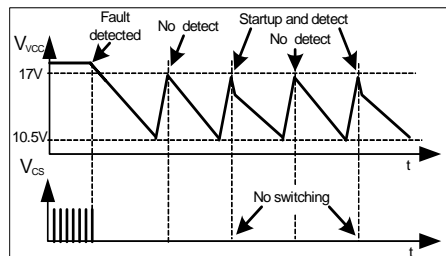 Fault
detected
No detect
Startup and detect
No detect
VVCC
17V
10.5V
t
VCS
No switching
t